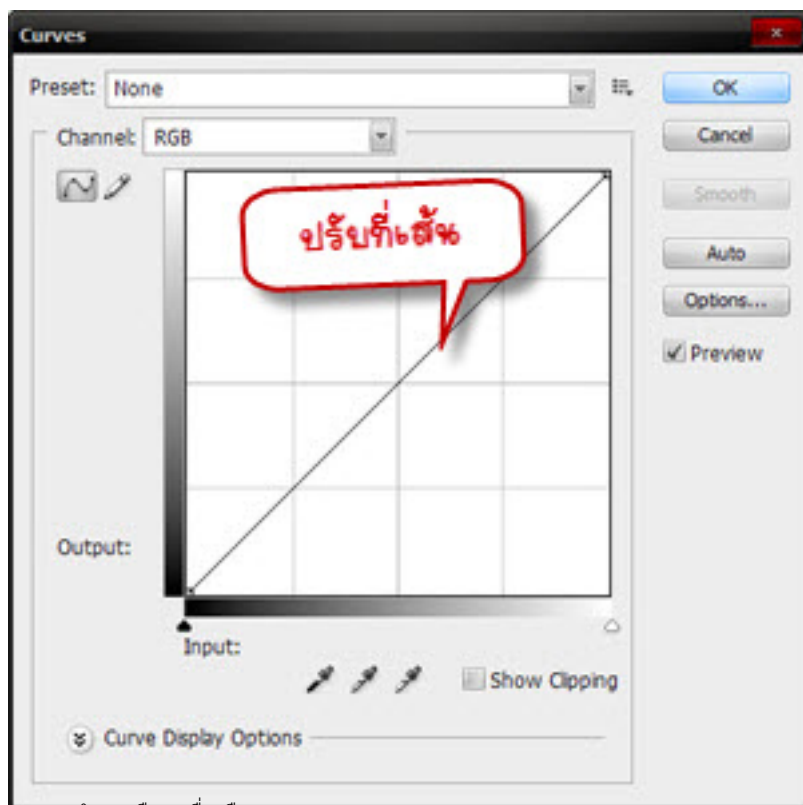 Curves
Preset: None
OK
Channel: RGB
Cancel
Smooth
ปรับที่เส้น
Auto
Options...
Preview
Output:
Input:
Show Clipping
Curve Display Options